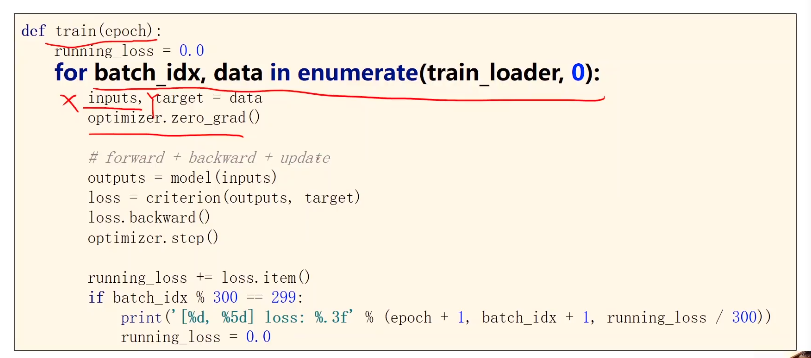 def train(epoch):
running_loss = 0.0
for batch_idx, data in enumerate(train_loader, 0):
X inputs, Y target = data
optimizer.zero_grad()
# forward + backward + update
outputs = model(inputs)
loss = criterion(outputs, target)
loss.backward()
optimizer.step()
running_loss += loss.item()
if batch_idx % 300 == 299:
print('[%d, %5d] loss: %.3f' % (epoch + 1, batch_idx + 1, running_loss / 300))
running_loss = 0.0